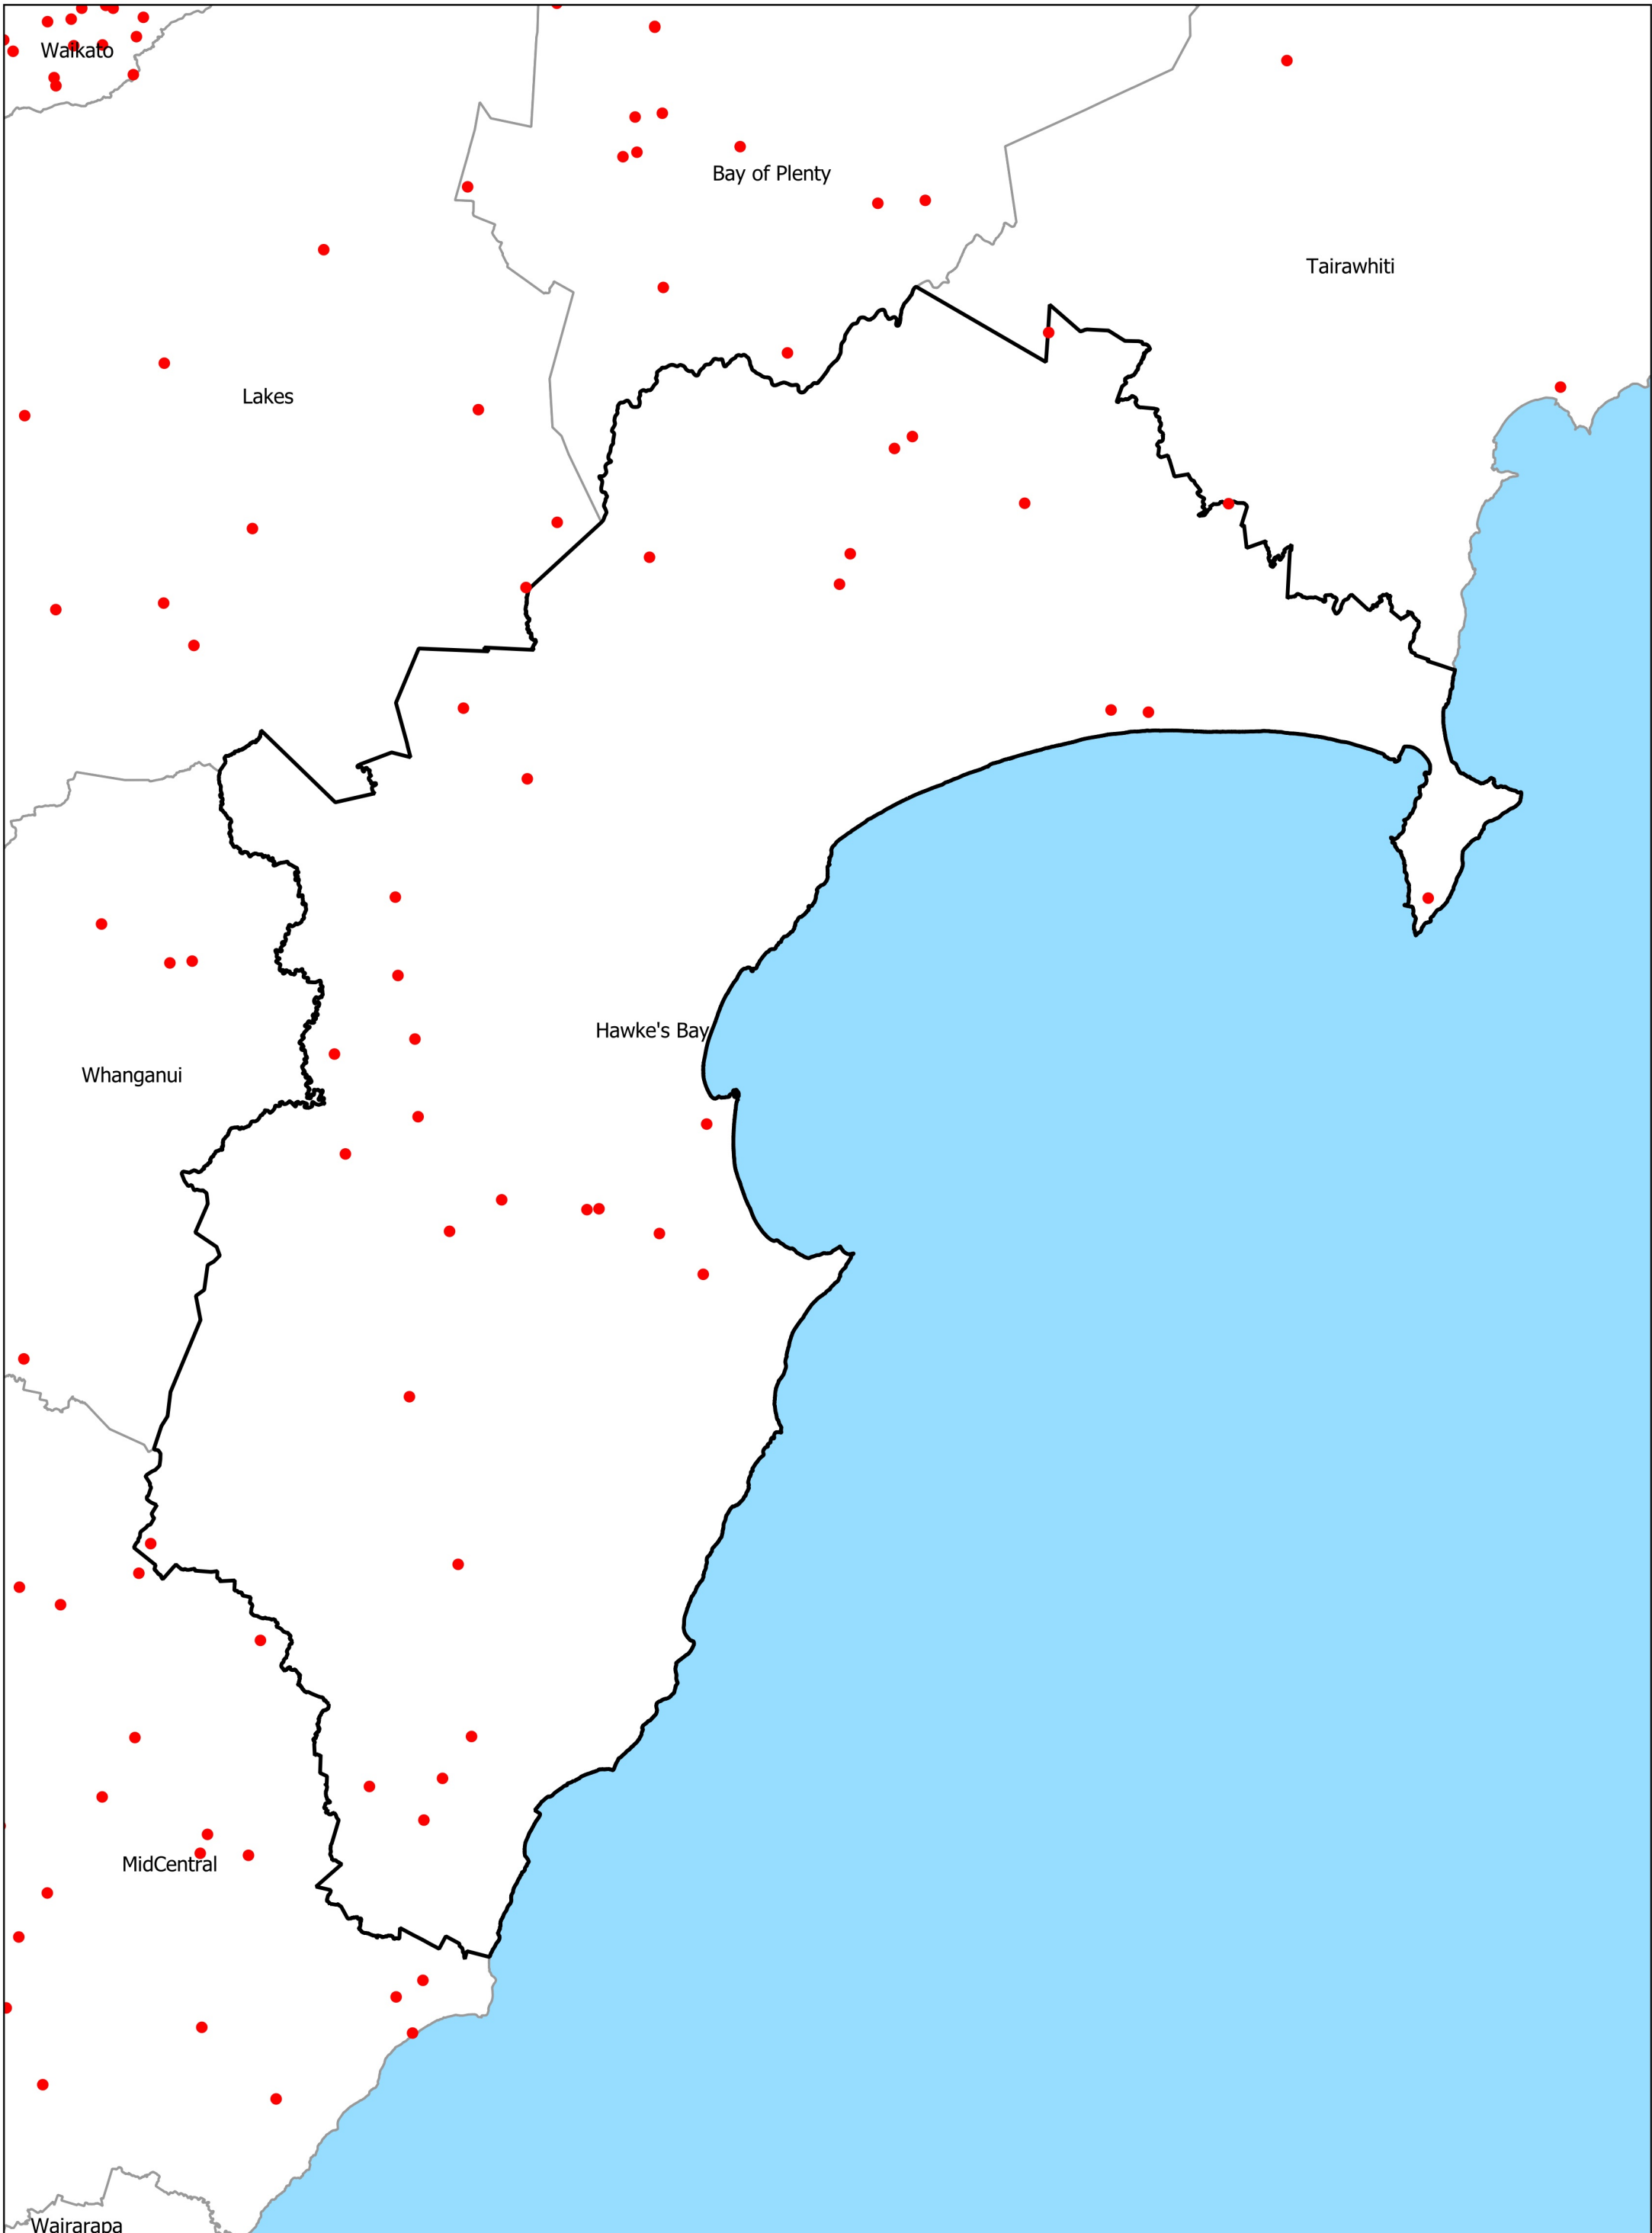 Waikato
Bay of Plenty
Tairawhiti
Lakes
Hawke's Bay
Whanganui
MidCentral
Wairarapa